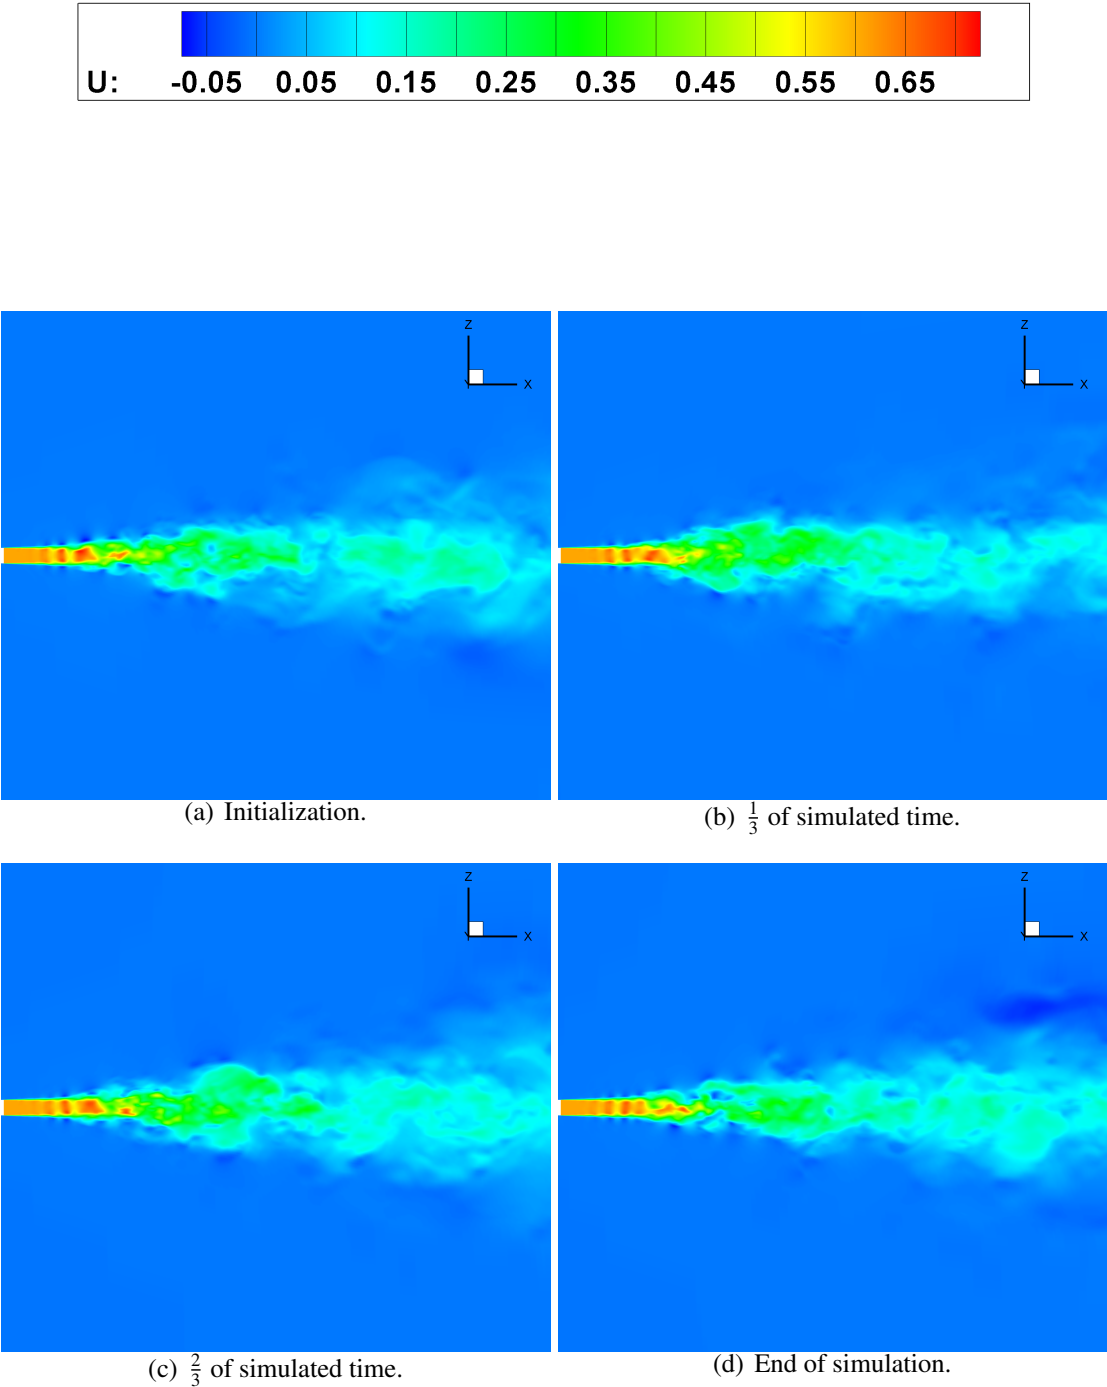 U: -0.05 0.05 0.15 0.25 0.35 0.45 0.55 0.65
Z
X
Z
X
(a) Initialization.
(b) 1/3 of simulated time.
Z
X
Z
X
(c) 2/3 of simulated time.
(d) End of simulation.